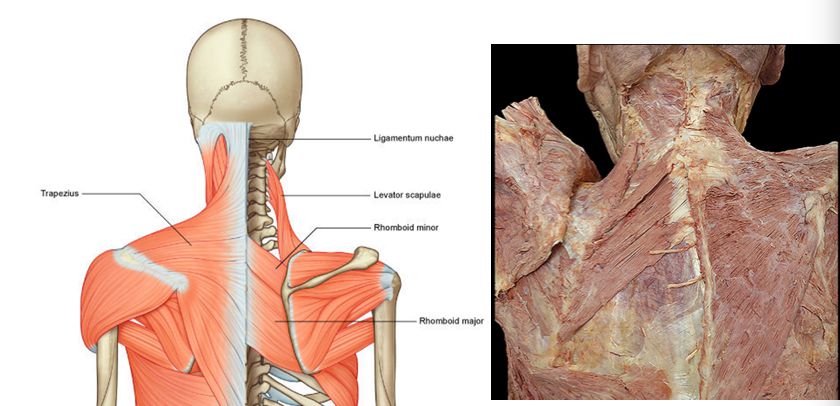 Ligamentum nuchae
Trapezius
Levator scapulae
Rhomboid minor
Rhomboid major